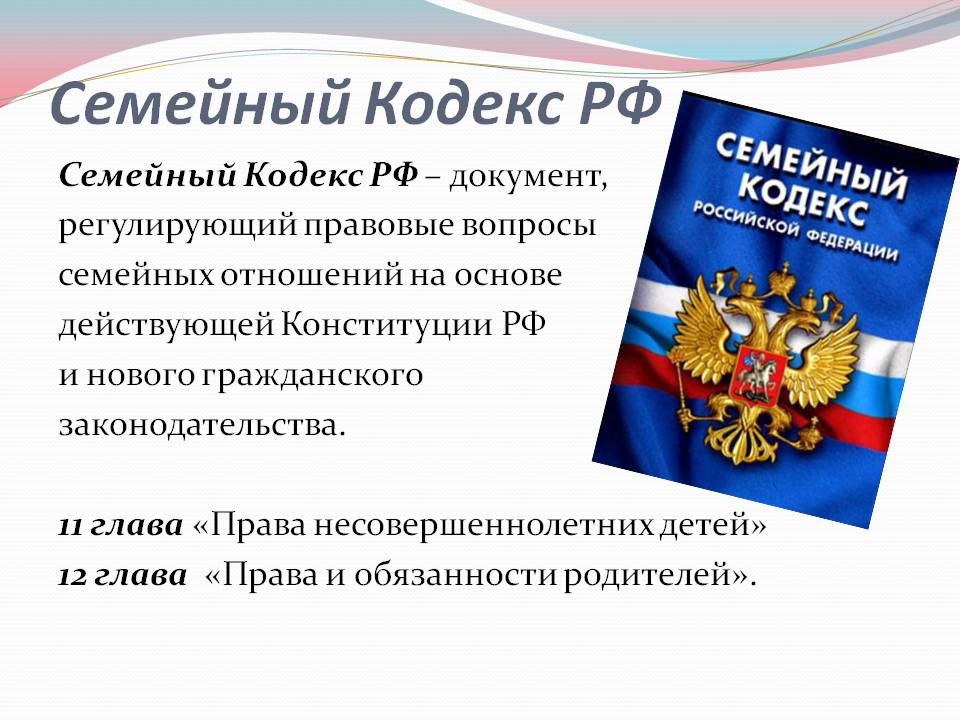 Семейный Кодекс РФ
Семейный Кодекс РФ – документ,
регулирующий правовые вопросы
семейных отношений на основе
действующей Конституции РФ
и нового гражданского
законодательства.
11 глава «Права несовершеннолетних детей»
12 глава «Права и обязанности родителей».
СЕМЕЙНЫЙ
КОДЕКС
РОССИЙСКОЙ ФЕДЕРАЦИИ